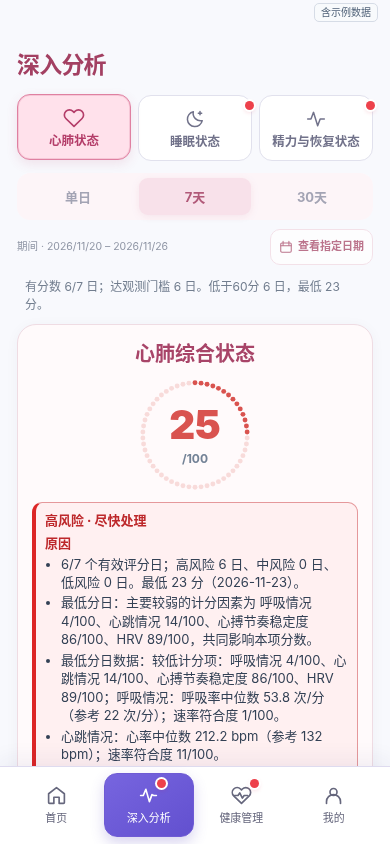 含示例数据
深入分析
心肺状态
睡眠状态
精力与恢复状态
单日
7天
30天
期间 · 2026/11/20 – 2026/11/26
查看指定日期
有分数 6/7 日；达观测门槛 6 日。低于60分 6 日，最低 23
分。
心肺综合状态
25
/100
高风险 · 尽快处理
原因
• 6/7 个有效评分日；高风险 6 日、中风险 0 日、
低风险 0 日。最低 23 分（2026-11-23）。
• 最低分日：主要较弱的计分因素为 呼吸情况
4/100、心跳情况 14/100、心搏节奏稳定度
86/100、HRV 89/100，共同影响本项分数。
• 最低分日数据：较低计分项：呼吸情况 4/100、心
跳情况 14/100、心搏节奏稳定度 86/100、HRV
89/100；呼吸情况：呼吸率中位数 53.8 次/分
（参考 22 次/分）；速率符合度 1/100。
• 心跳情况：心率中位数 212.2 bpm（参考 132
bpm）；速率符合度 11/100。
首页
深入分析
健康管理
我的